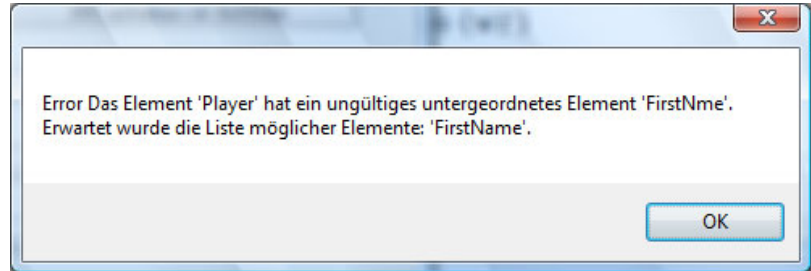 Error Das Element 'Player' hat ein ungültiges untergeordnetes Element 'FirstNme'.
Erwartet wurde die Liste möglicher Elemente: 'FirstName'.
OK